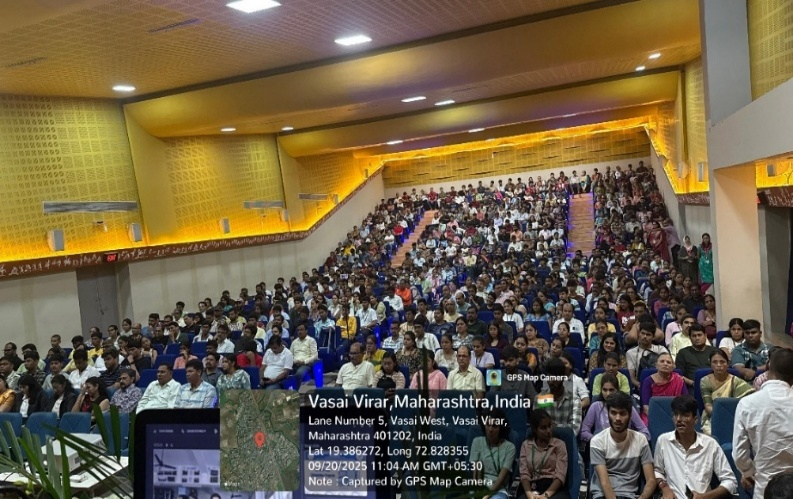 GPS Map Camera
Vasai Virar,Maharashtra,India
Lane Number 5, Vasai West, Vasai Virar,
Maharashtra 401202, India
Lat 19.386272, Long 72.828355
09/20/2025 11:04 AM GMT+05:30
Note : Captured by GPS Map Camera